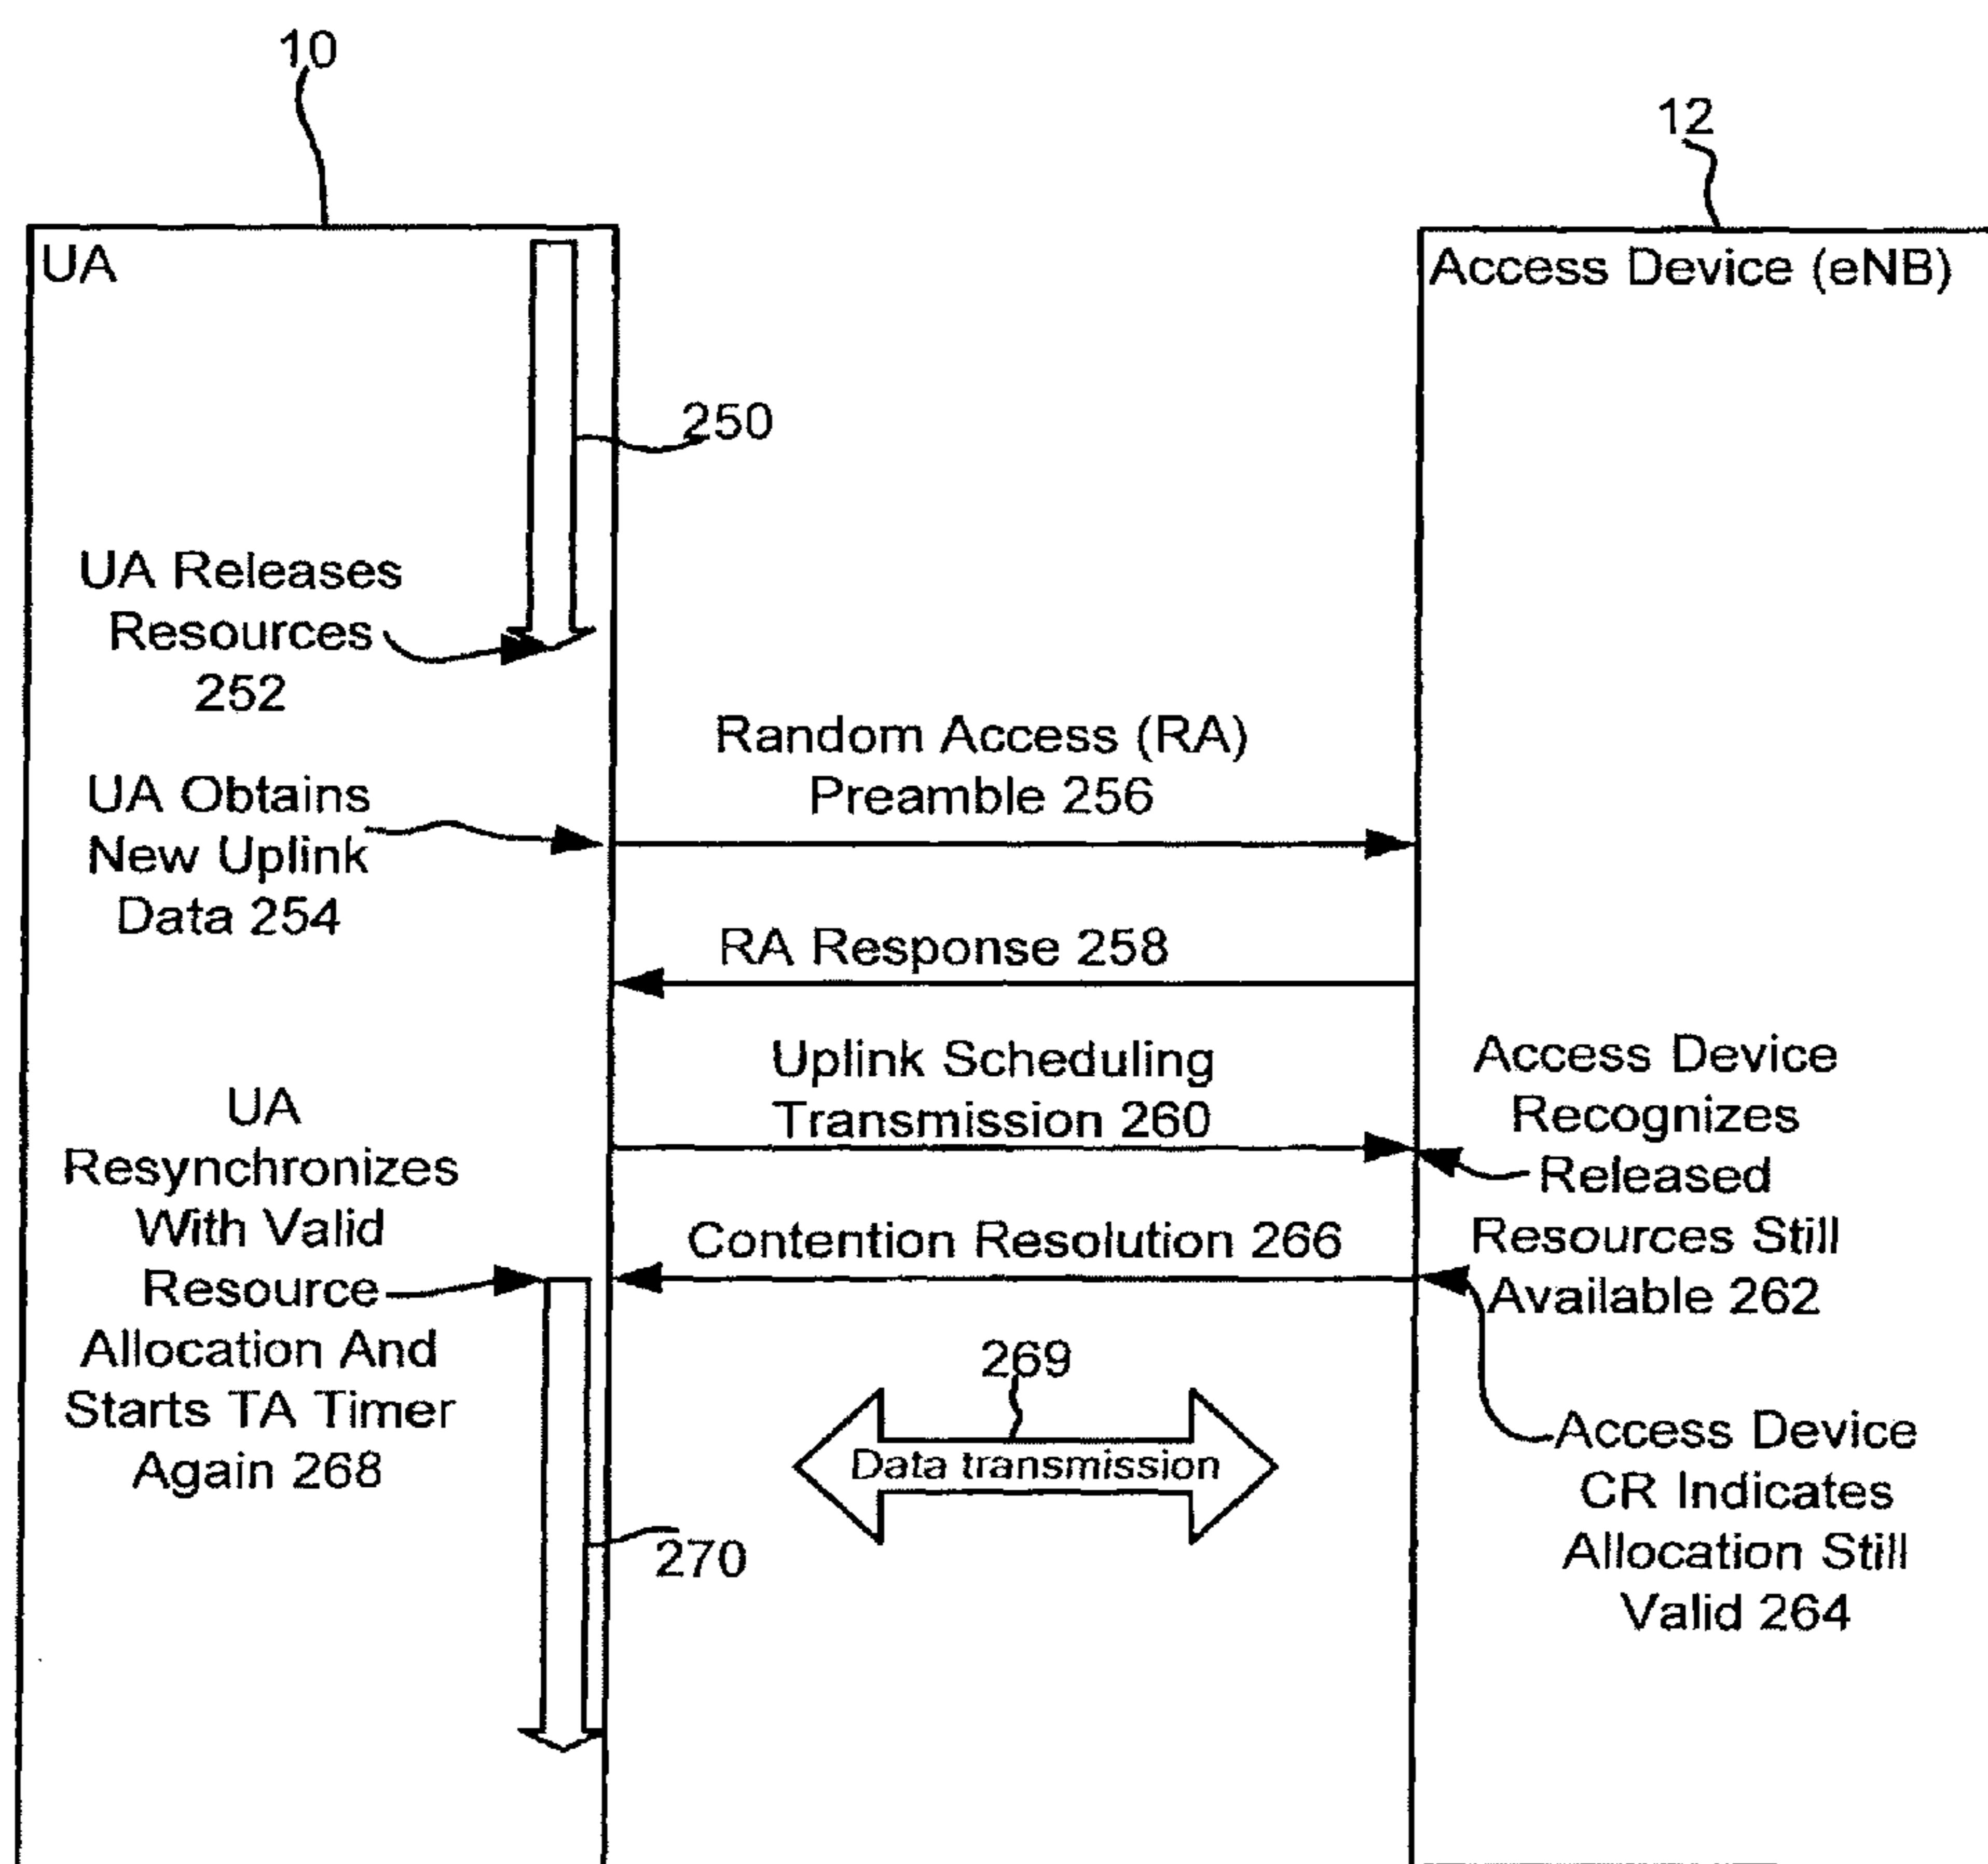 10
12
UA
Access Device (eNB)
250
UA Releases
Resources
252
Random Access (RA)
Preamble 256
UA Obtains
New Uplink
Data 254
RA Response 258
Uplink Scheduling
Transmission 260
Access Device
Recognizes
Released
Resources Still
Available 262
UA
Resynchronizes
With Valid
Resource
Allocation And
Starts TA Timer
Again 268
Contention Resolution 266
269
Data transmission
Access Device
CR Indicates
Allocation Still
Valid 264
270